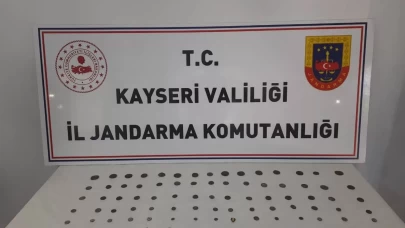 T.C.
KAYSERİ VALİLİĞİ
İL JANDARMA KOMUTANLIĞI